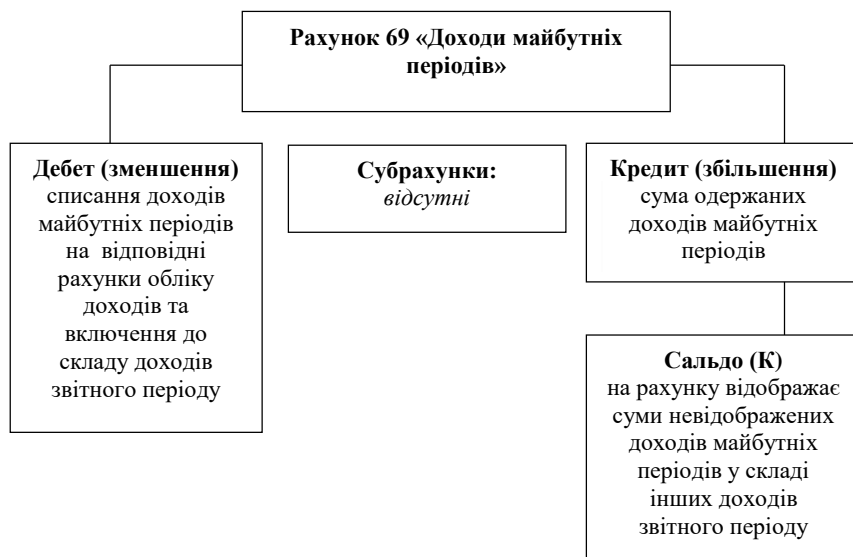 Рахунок 69 «Доходи майбутніх
періодів»
Дебет (зменшення)
списання доходів
майбутніх періодів
на відповідні
рахунки обліку
доходів та
включення до
складу доходів
звітного періоду
Субрахунки:
відсутні
Кредит (збільшення)
сума одержаних
доходів майбутніх
періодів
Сальдо (К)
на рахунку відображає
суми невідображених
доходів майбутніх
періодів у складі
інших доходів
звітного періоду